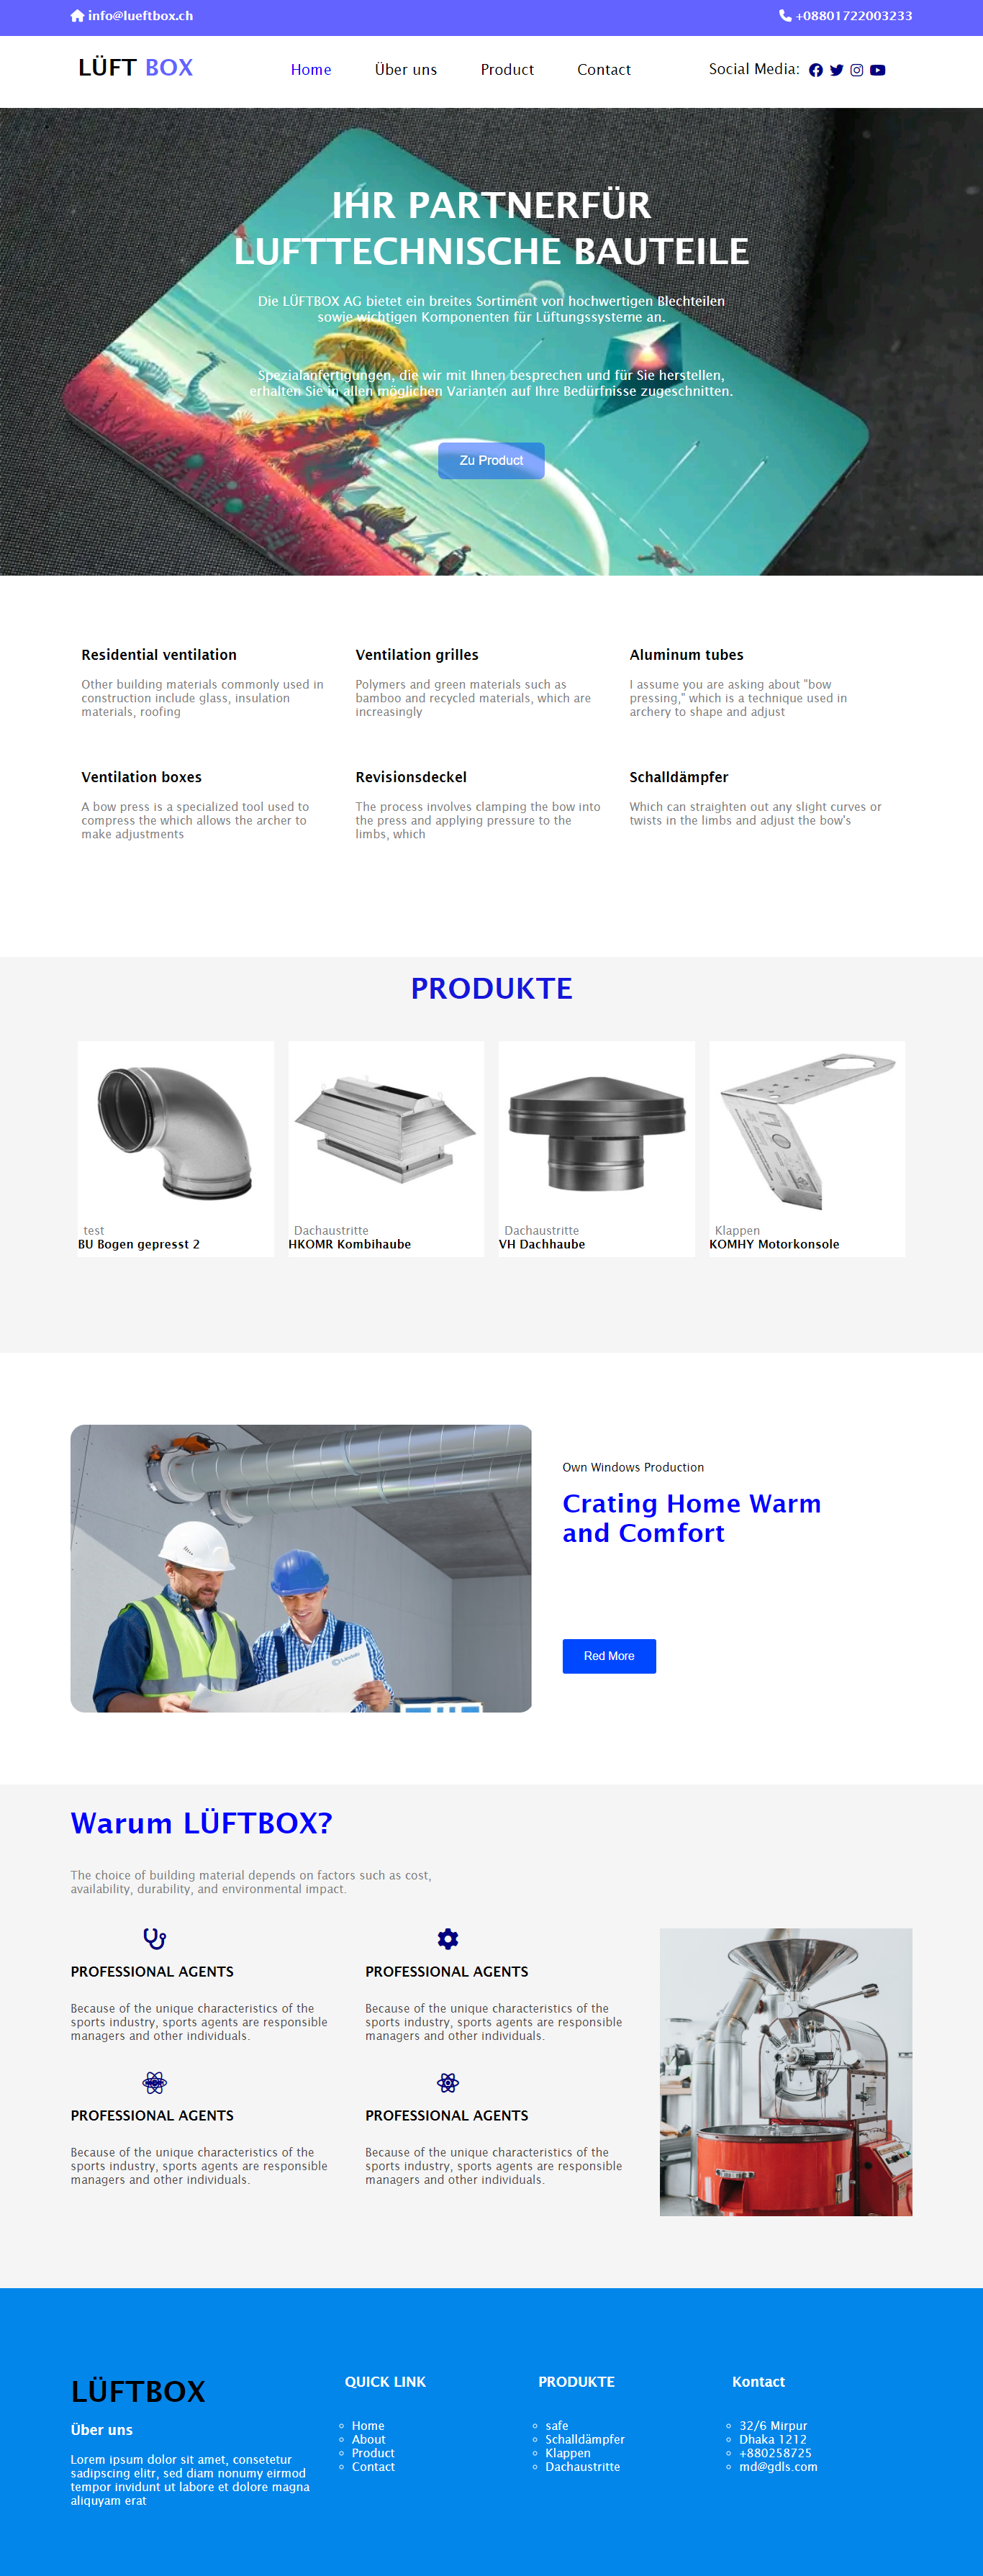 info@lueftbox.ch
+08801722003233
LÜFT BOX
Home
Über uns
Product
Contact
Social Media:
IHR PARTNERFÜR
LUFTTECHNISCHE BAUTEILE
Die LÜFTBOX AG bietet ein breites Sortiment von hochwertigen Blechteilen
sowie wichtigen Komponenten für Lüftungssysteme an.
Spezialanfertigungen, die wir mit Ihnen besprechen und für Sie herstellen,
erhalten Sie in allen möglichen Varianten auf Ihre Bedürfnisse zugeschnitten.
Zu Product
Residential ventilation
Other building materials commonly used in
construction include glass, insulation
materials, roofing
Ventilation grilles
Polymers and green materials such as
bamboo and recycled materials, which are
increasingly
Aluminum tubes
I assume you are asking about "bow
pressing," which is a technique used in
archery to shape and adjust
Ventilation boxes
A bow press is a specialized tool used to
compress the which allows the archer to
make adjustments
Revisionsdeckel
The process involves clamping the bow into
the press and applying pressure to the
limbs, which
Schalldämpfer
Which can straighten out any slight curves or
twists in the limbs and adjust the bow's
PRODUKTE
test
BU Bogen gepresst 2
Dachaustritte
HKOMR Kombihaube
Dachaustritte
VH Dachhaube
Klappen
KOMHY Motorkonsole
Lindab
Own Windows Production
Crating Home Warm
and Comfort
Red More
Warum LÜFTBOX?
The choice of building material depends on factors such as cost,
availability, durability, and environmental impact.
PROFESSIONAL AGENTS
Because of the unique characteristics of the
sports industry, sports agents are responsible
managers and other individuals.
PROFESSIONAL AGENTS
Because of the unique characteristics of the
sports industry, sports agents are responsible
managers and other individuals.
PROFESSIONAL AGENTS
Because of the unique characteristics of the
sports industry, sports agents are responsible
managers and other individuals.
PROFESSIONAL AGENTS
Because of the unique characteristics of the
sports industry, sports agents are responsible
managers and other individuals.
LÜFTBOX
Über uns
Lorem ipsum dolor sit amet, consetetur
sadipscing elitr, sed diam nonumy eirmod
tempor invidunt ut labore et dolore magna
aliquyam erat
QUICK LINK
Home
About
Product
Contact
PRODUKTE
safe
Schalldämpfer
Klappen
Dachaustritte
Kontact
32/6 Mirpur
Dhaka 1212
+880258725
md@gdls.com